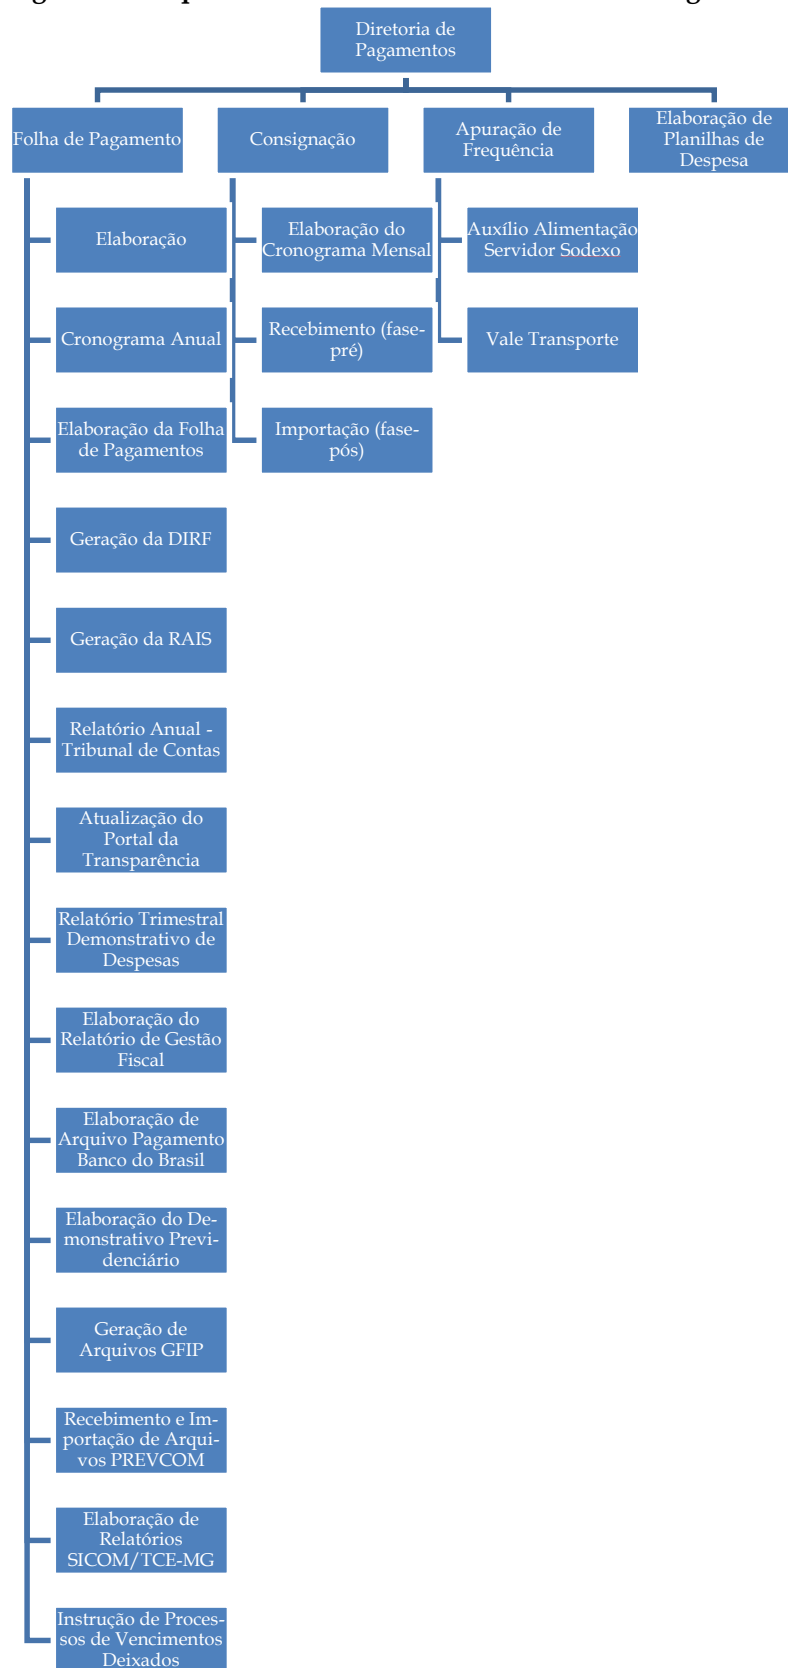 Diretoria de
Pagamentos
Folha de Pagamento
Consignação
Apuração de
Frequência
Elaboração de
Planilhas de
Despesa
Elaboração
Cronograma Anual
Elaboração da Folha
de Pagamentos
Geração da DIRF
Geração da RAIS
Relatório Anual -
Tribunal de Contas
Atualização do
Portal da
Transparência
Relatório Trimestral
Demonstrativo de
Despesas
Elaboração do
Relatório de Gestão
Fiscal
Elaboração de
Arquivo Pagamento
Banco do Brasil
Elaboração do De-
monstrativo Previ-
denciário
Geração de
Arquivos GFIP
Recebimento e Im-
portação de Arqui-
vos PREVCOM
Elaboração de
Relatórios
SICOM/TCE-MG
Instrução de Proces-
sos de Vencimentos
Deixados
Elaboração do
Cronograma Mensal
Recebimento (fase-
pré)
Importação (fase-
pós)
Auxílio Alimentação
Servidor Sodexo
Vale Transporte